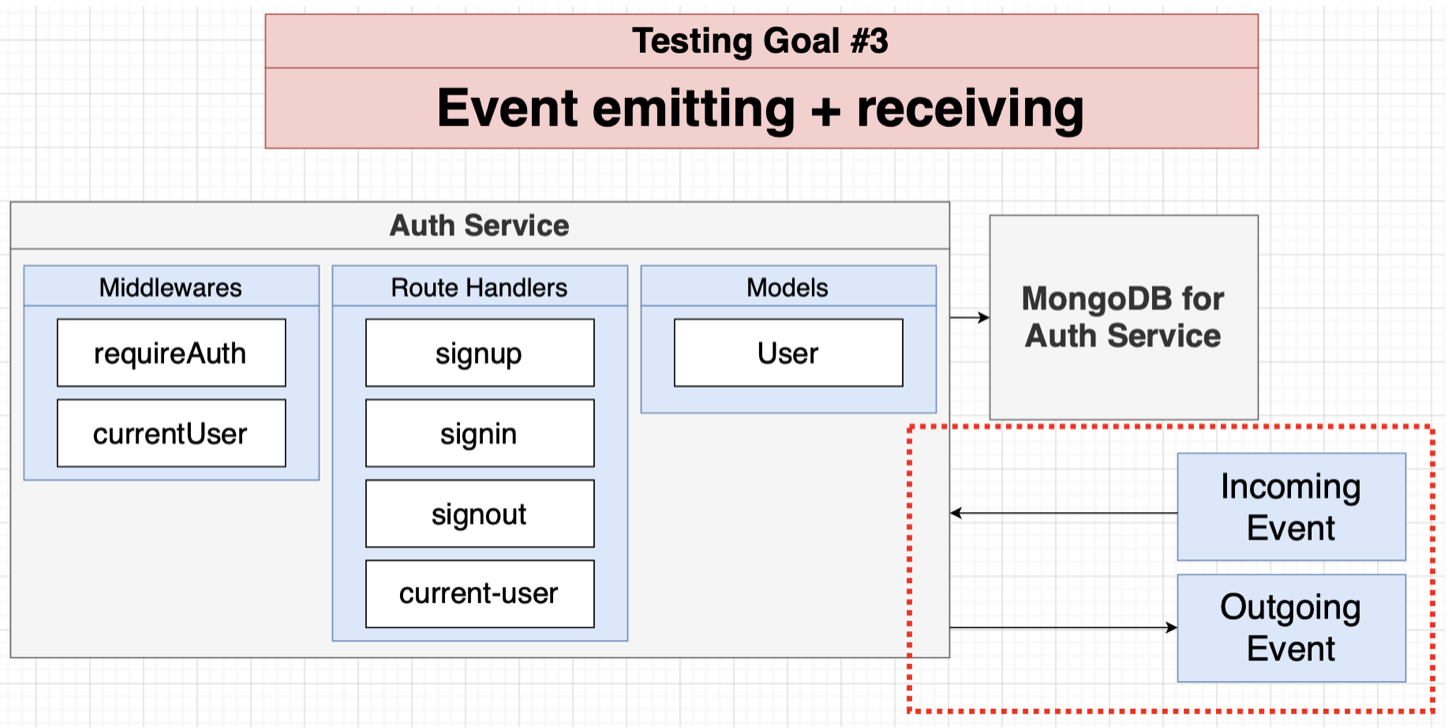 Testing Goal #3
Event emitting + receiving
Auth Service
Middlewares
requireAuth
currentUser
Route Handlers
signup
signin
signout
current-user
Models
User
MongoDB for
Auth Service
Incoming
Event
Outgoing
Event